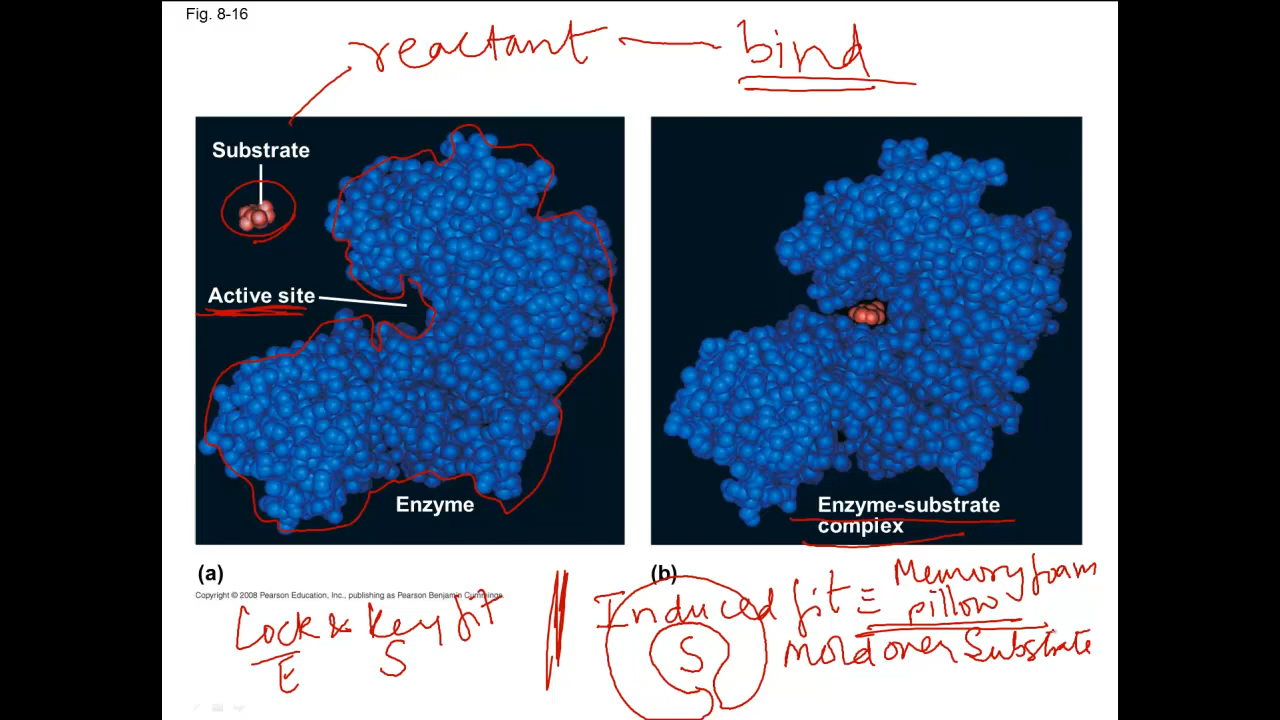 Fig. 8-16
reactant — bind
Substrate
Active site
Enzyme
Enzyme-substrate
complex
(a)
(b)
Copyright © 2008 Pearson Education, Inc., publishing as Pearson Benjamin Cummings.
Lock & Key fit
E S
Induced fit ≡ Memory foam
pillow
S
Mold over Substrate